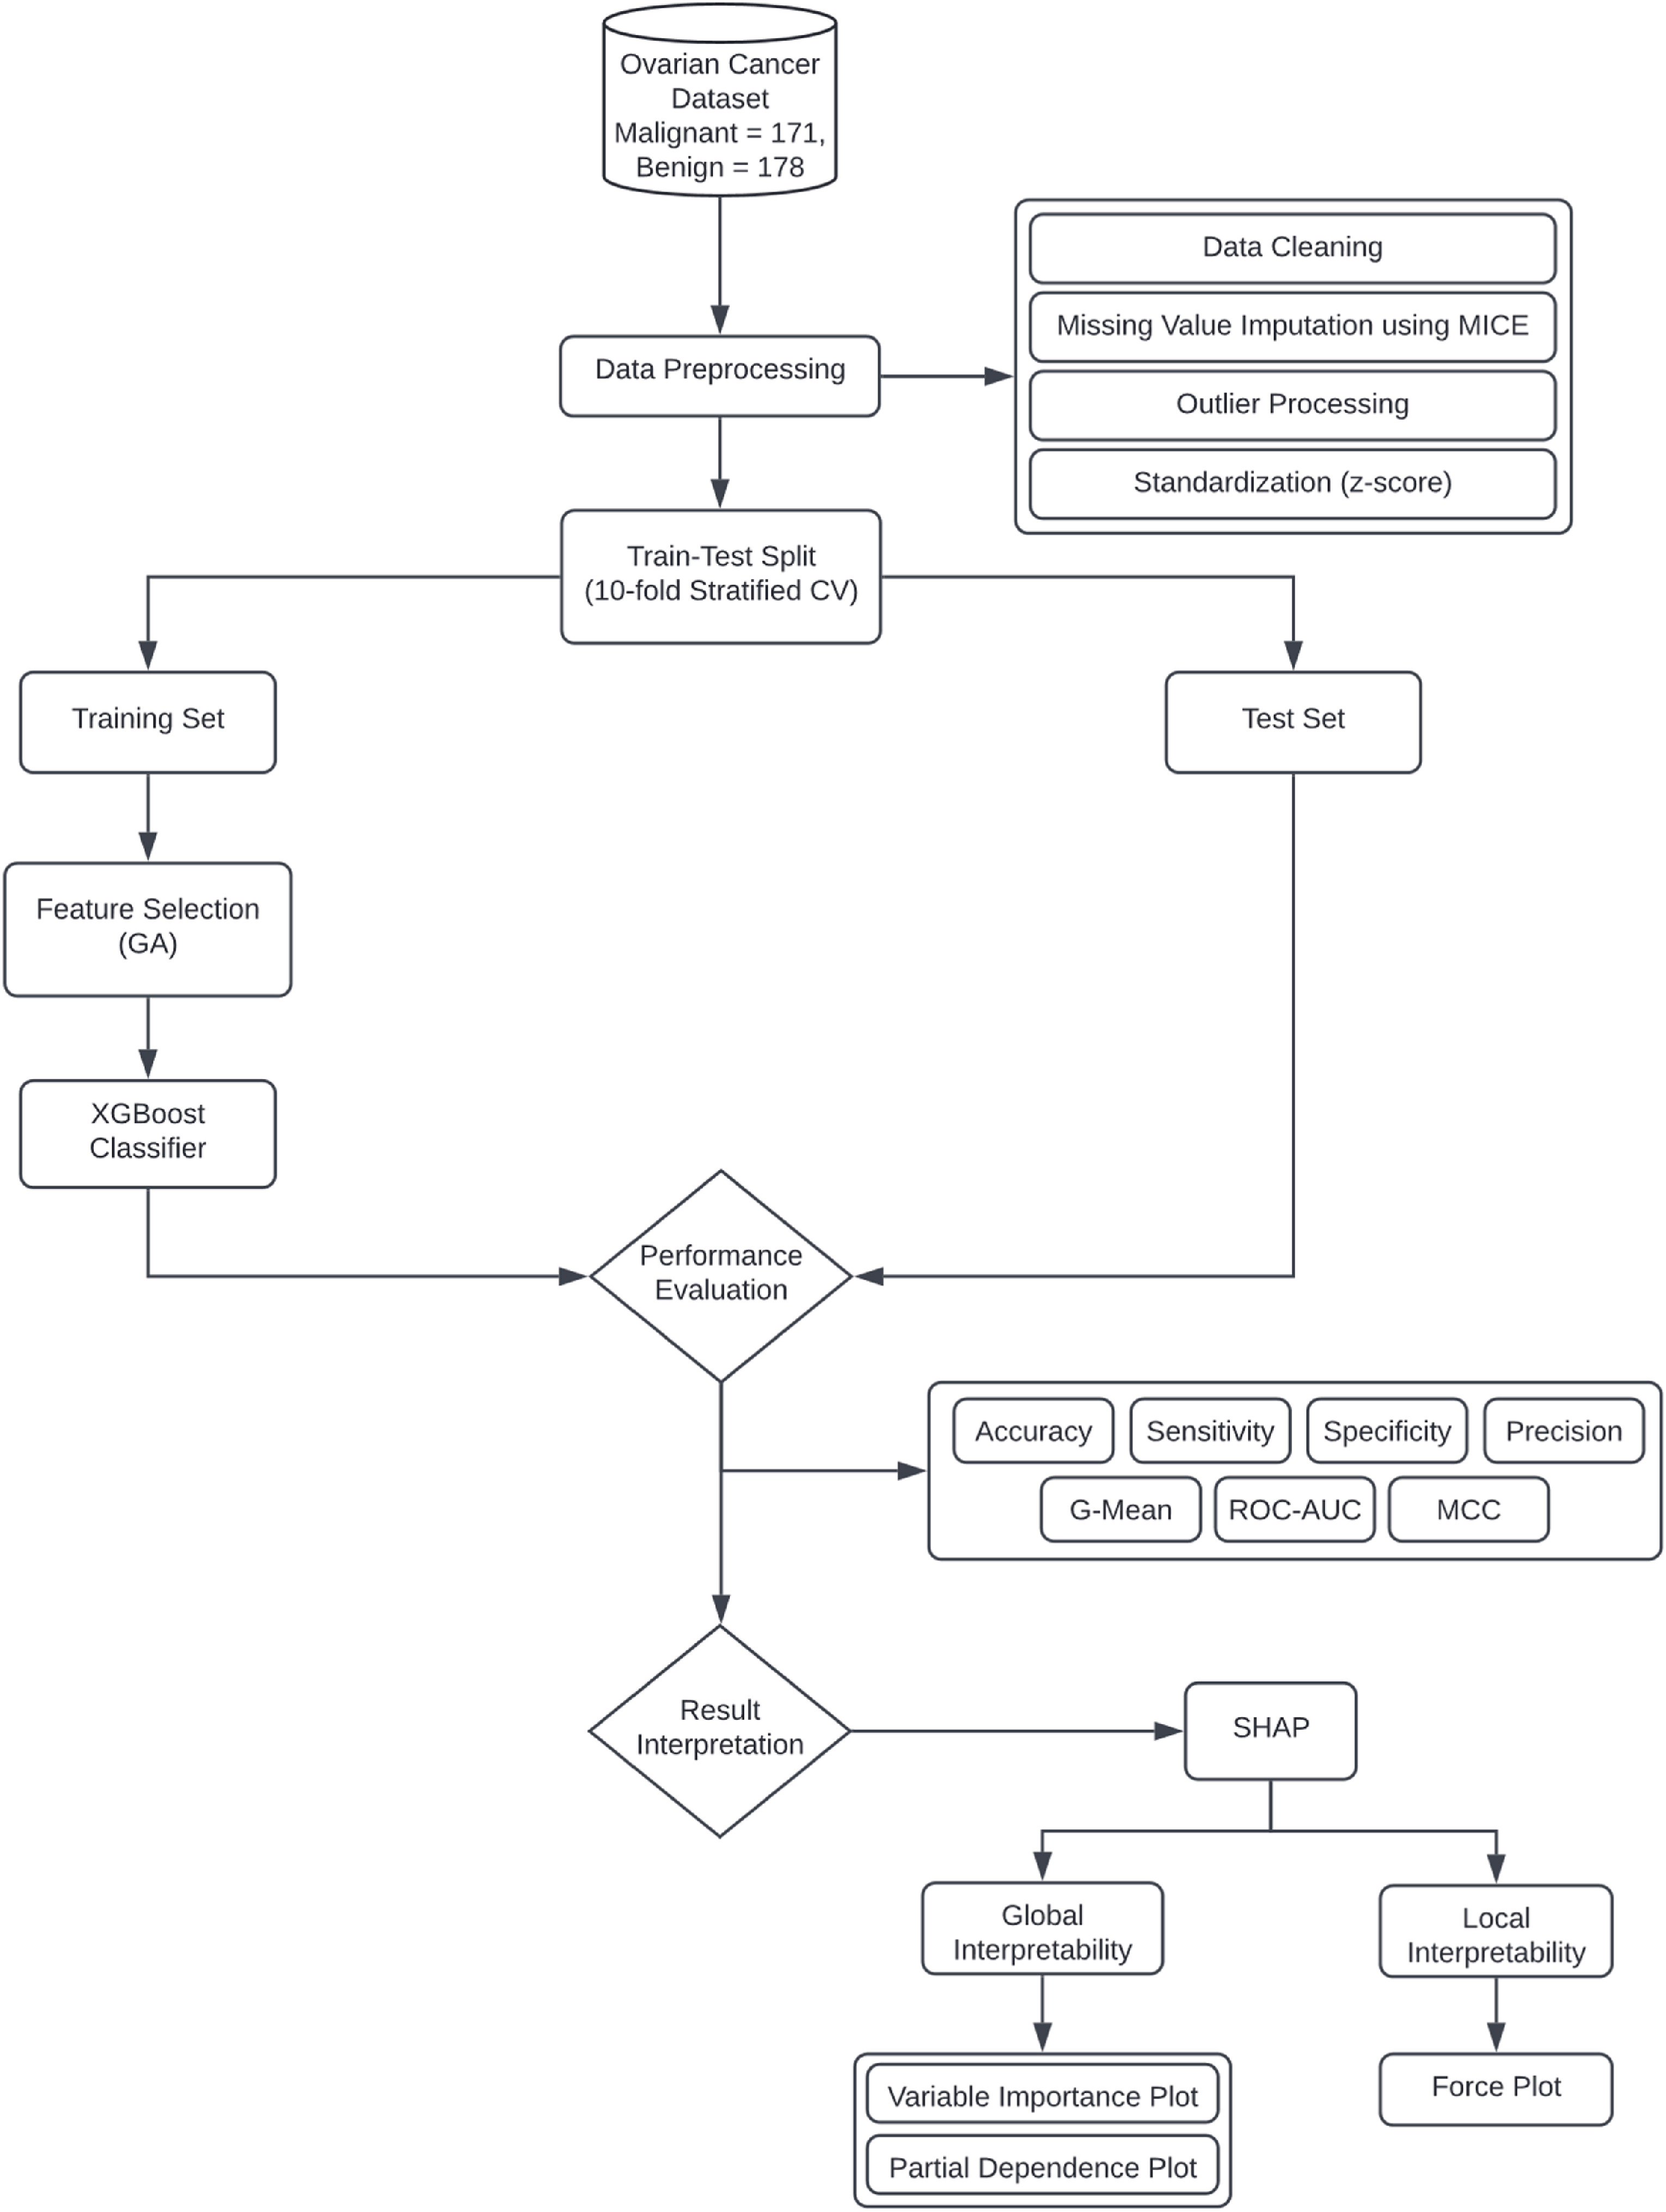 Ovarian Cancer
Dataset
Malignant = 171,
Benign = 178
Data Preprocessing
Data Cleaning
Missing Value Imputation using MICE
Outlier Processing
Standardization (z-score)
Train-Test Split
(10-fold Stratified CV)
Training Set
Test Set
Feature Selection
(GA)
XGBoost
Classifier
Performance
Evaluation
Accuracy
Sensitivity
Specificity
Precision
G-Mean
ROC-AUC
MCC
Result
Interpretation
SHAP
Global
Interpretability
Local
Interpretability
Variable Importance Plot
Partial Dependence Plot
Force Plot